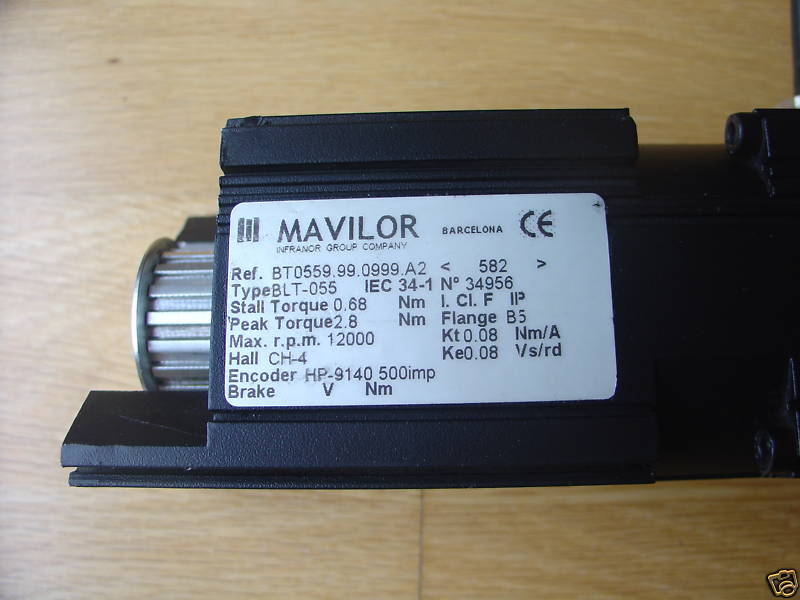 MAVILOR BARCELONA CE
INFRANOR GROUP COMPANY
Ref. BT0559.99.0999.A2 < 582 >
TypeBLT-055 IEC 34-1 Nº 34956
Stall Torque 0.68 Nm I. Cl. F IP
Peak Torque2.8 Nm Flange B5
Max. r.p.m. 12000 Kt0.08 Nm/A
Hall CH-4 Ke0.08 Vs/rd
Encoder HP-9140 500imp
Brake V Nm